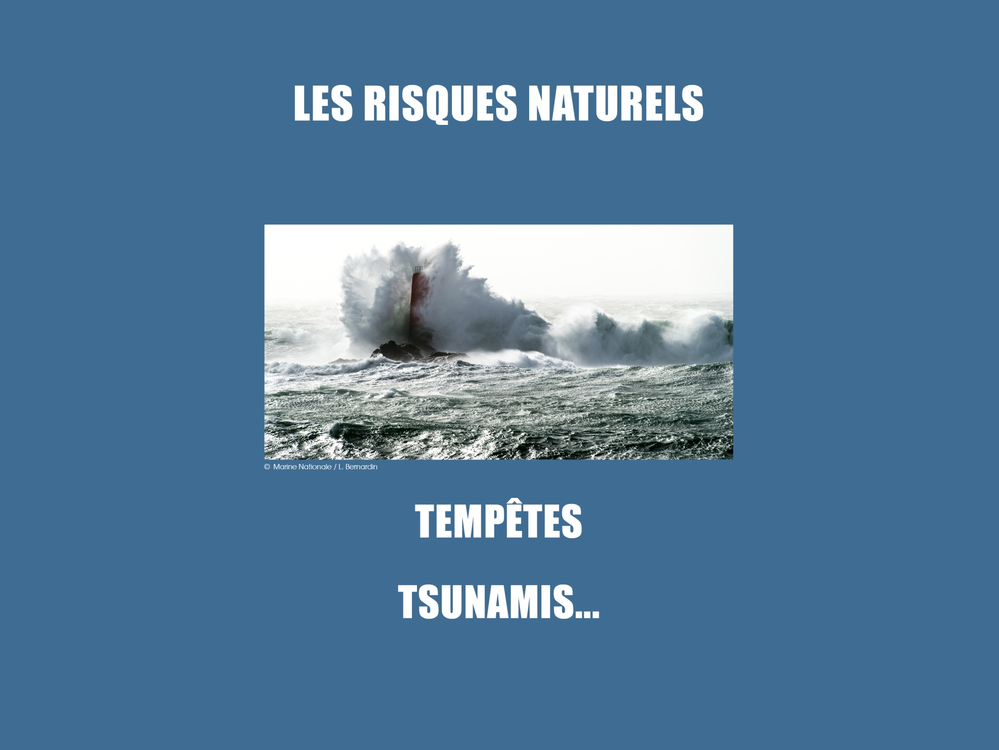 LES RISQUES NATURELS
© Marine Nationale / L. Bernardin
TEMPÊTES
TSUNAMIS...